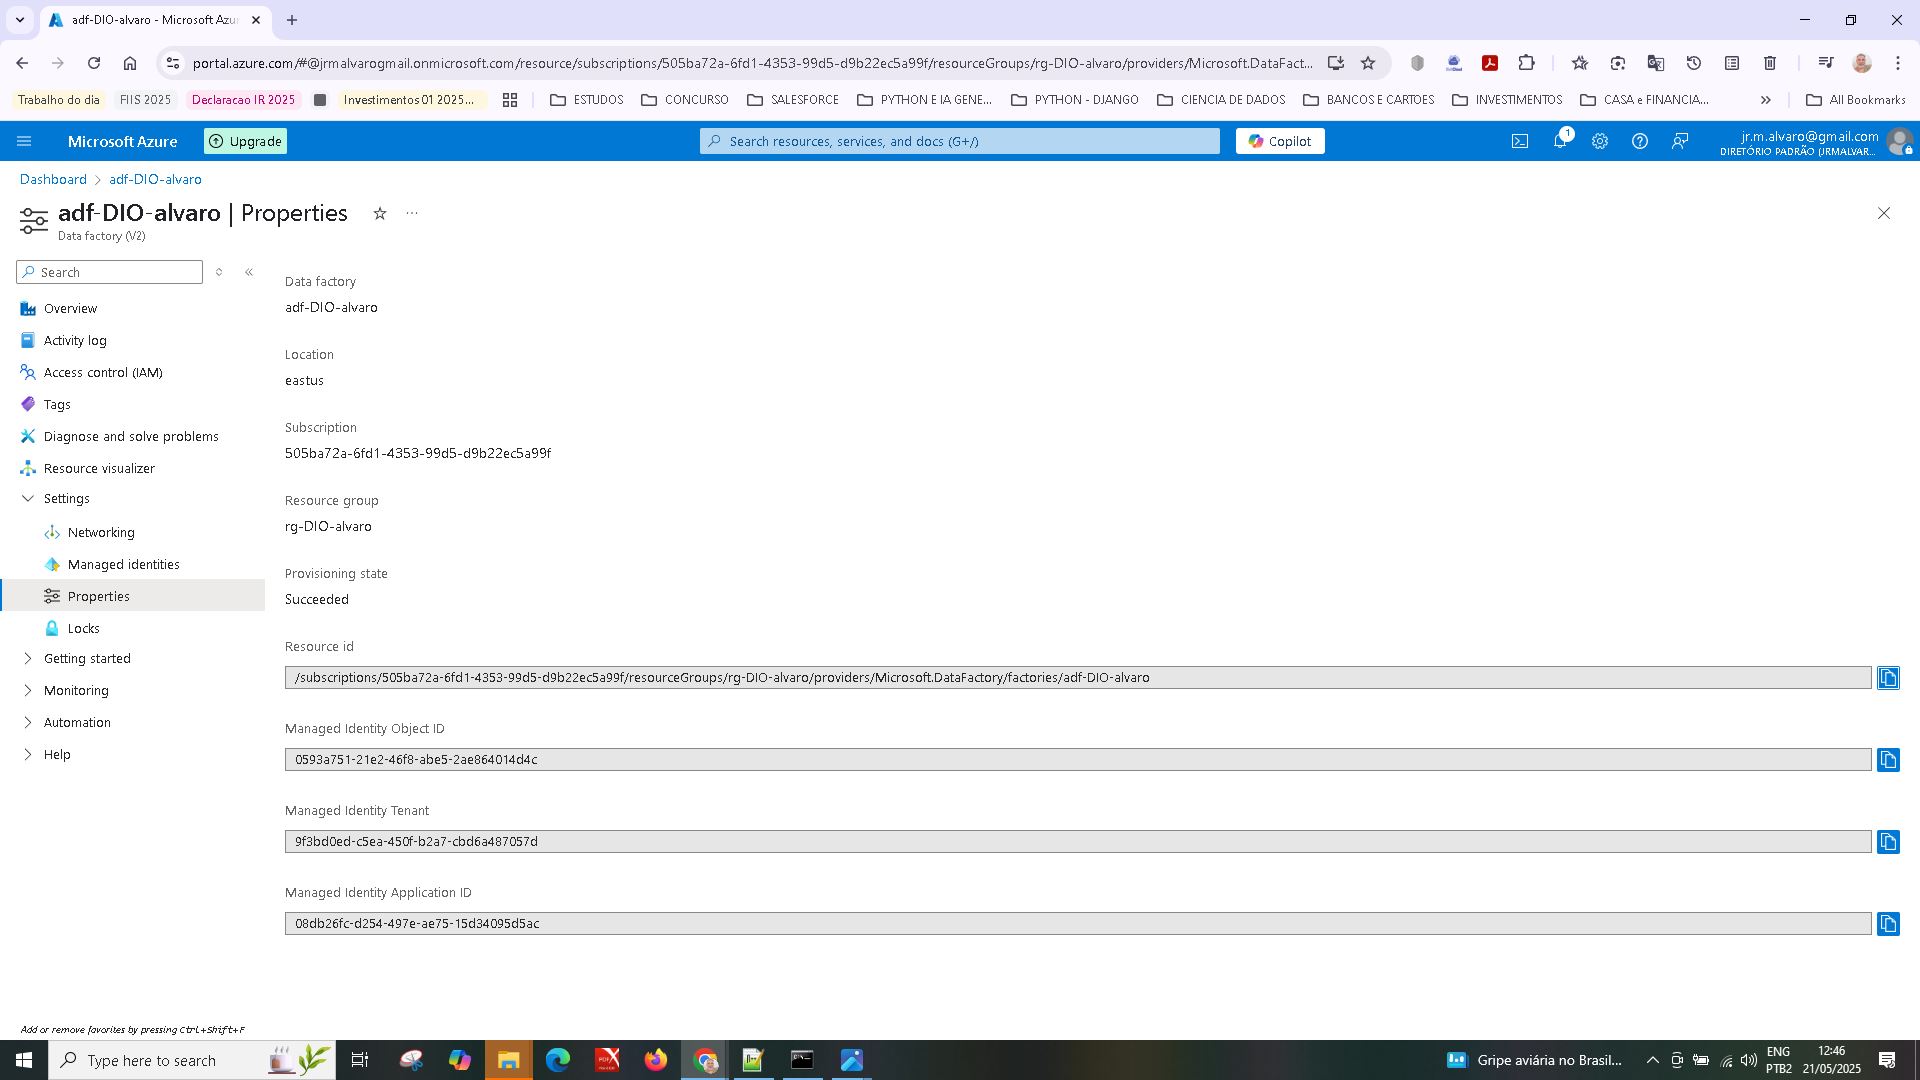 adf-DIO-alvaro - Microsoft Azu
portal.azure.com/#@jrmalvarogmail.onmicrosoft.com/resource/subscriptions/505ba72a-6fd1-4353-99d5-d9b22ec5a99f/resourceGroups/rg-DIO-alvaro/providers/Microsoft.DataFact...
Trabalho do dia
FIIS 2025
Declaracao IR 2025
Investimentos 01 2025...
ESTUDOS
CONCURSO
SALESFORCE
PYTHON E IA GENE...
PYTHON - DJANGO
CIENCIA DE DADOS
BANCOS E CARTOES
INVESTIMENTOS
CASA e FINANCIA...
All Bookmarks
Microsoft Azure
Upgrade
Search resources, services, and docs (G+/)
Copilot
1
jr.m.alvaro@gmail.com
DIRETÓRIO PADRÃO (JRMALVAR...
Dashboard > adf-DIO-alvaro
adf-DIO-alvaro | Properties
Data factory (V2)
Search
Overview
Activity log
Access control (IAM)
Tags
Diagnose and solve problems
Resource visualizer
Settings
Networking
Managed identities
Properties
Locks
Getting started
Monitoring
Automation
Help
Data factory
adf-DIO-alvaro
Location
eastus
Subscription
505ba72a-6fd1-4353-99d5-d9b22ec5a99f
Resource group
rg-DIO-alvaro
Provisioning state
Succeeded
Resource id
/subscriptions/505ba72a-6fd1-4353-99d5-d9b22ec5a99f/resourceGroups/rg-DIO-alvaro/providers/Microsoft.DataFactory/factories/adf-DIO-alvaro
Managed Identity Object ID
0593a751-21e2-46f8-abe5-2ae864014d4c
Managed Identity Tenant
9f3bd0ed-c5ea-450f-b2a7-cbd6a487057d
Managed Identity Application ID
08db26fc-d254-497e-ae75-15d34095d5ac
Add or remove favorites by pressing Ctrl+Shift+F
Type here to search
Gripe aviária no Brasil...
ENG
PTB2
12:46
21/05/2025